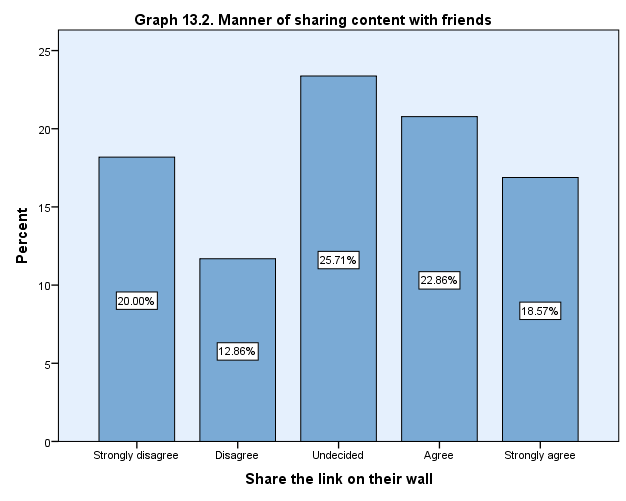 Graph 13.2. Manner of sharing content with friends
Percent
25
20
15
10
5
0
20.00%
12.86%
25.71%
22.86%
18.57%
Strongly disagree
Disagree
Undecided
Agree
Strongly agree
Share the link on their wall